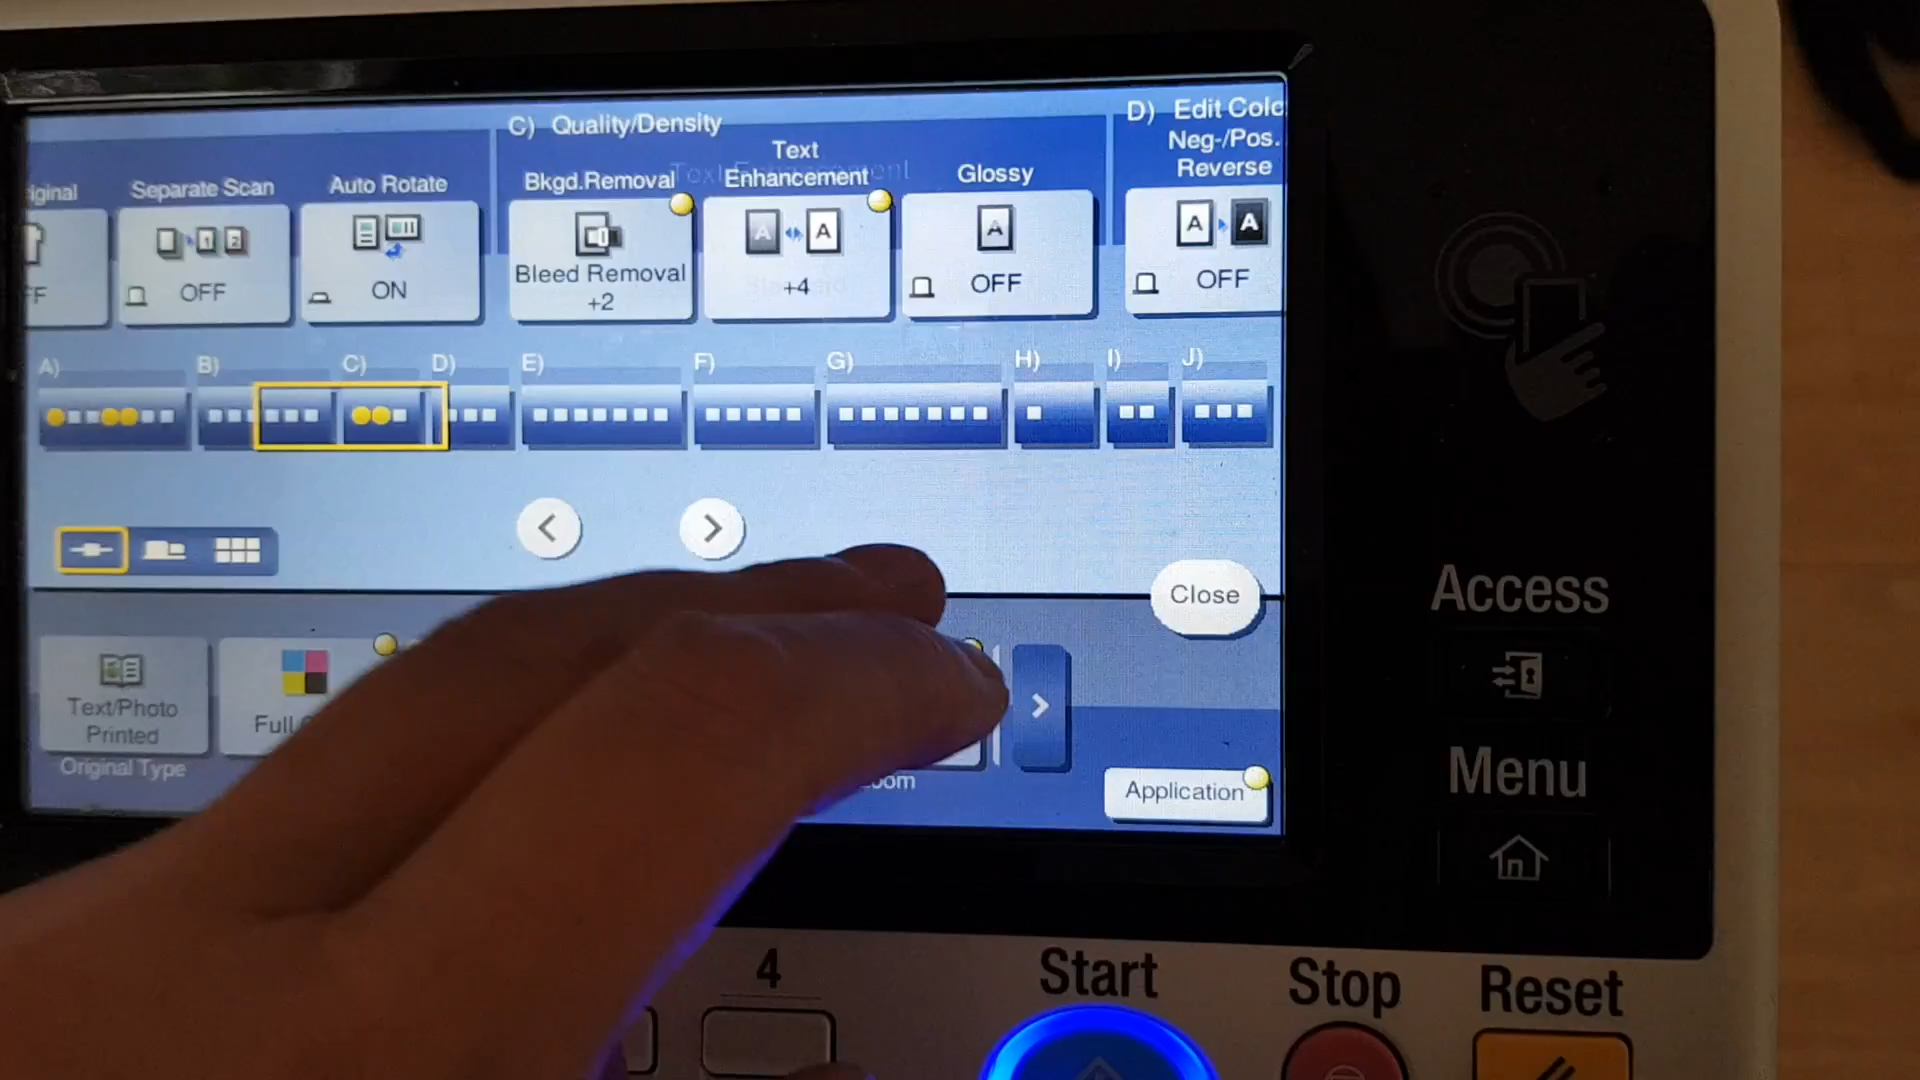 C) Quality/Density
D) Edit Colo
iginal
Separate Scan
Auto Rotate
Bkgd.Removal
Text
Enhancement
Glossy
Neg-/Pos.
Reverse
FF
OFF
ON
Bleed Removal
+2
+4
OFF
OFF
A) B) C) D) E) F) G) H) I) J)
Close
Text/Photo
Printed
Full
Original Type
oom
Application
Access
Menu
4
Start
Stop
Reset